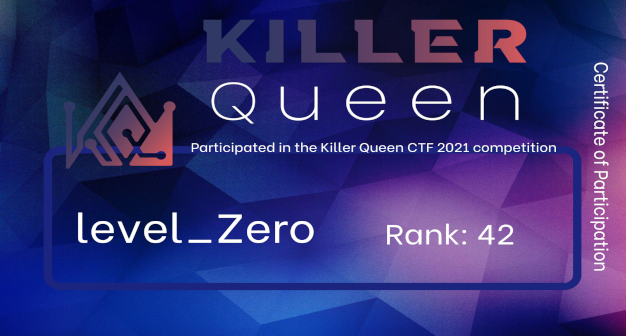 KILLER
Queen
Participated in the Killer Queen CTF 2021 competition
level_Zero
Rank: 42
Certificate of Participation